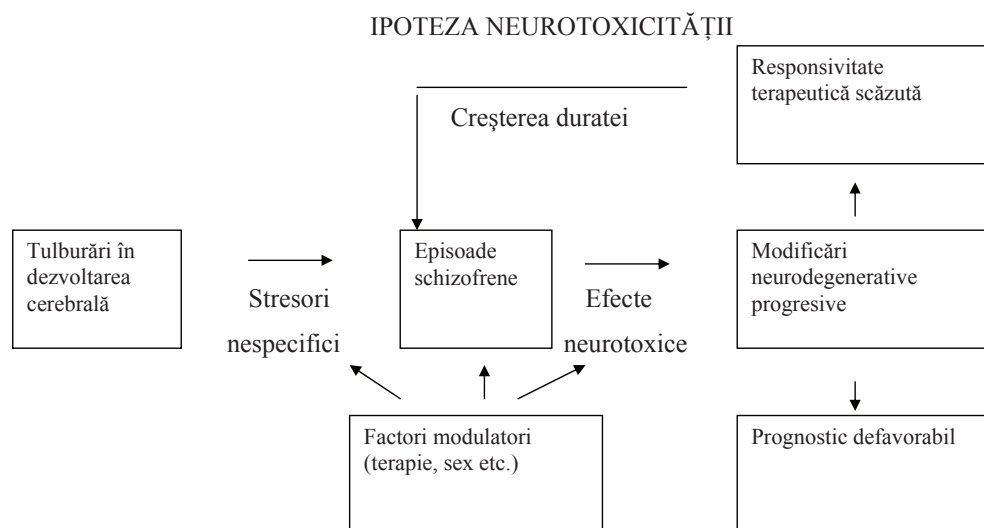 IPOTEZA NEUROTOXICITĂȚII
Responsivitate
terapeutică scăzută
Creşterea duratei
Tulburări în
dezvoltarea
cerebrală
Stresori
nespecifici
Episoade
schizofrene
Efecte
neurotoxice
Modificări
neurodegenerative
progresive
Factori modulatori
(terapie, sex etc.)
Prognostic defavorabil